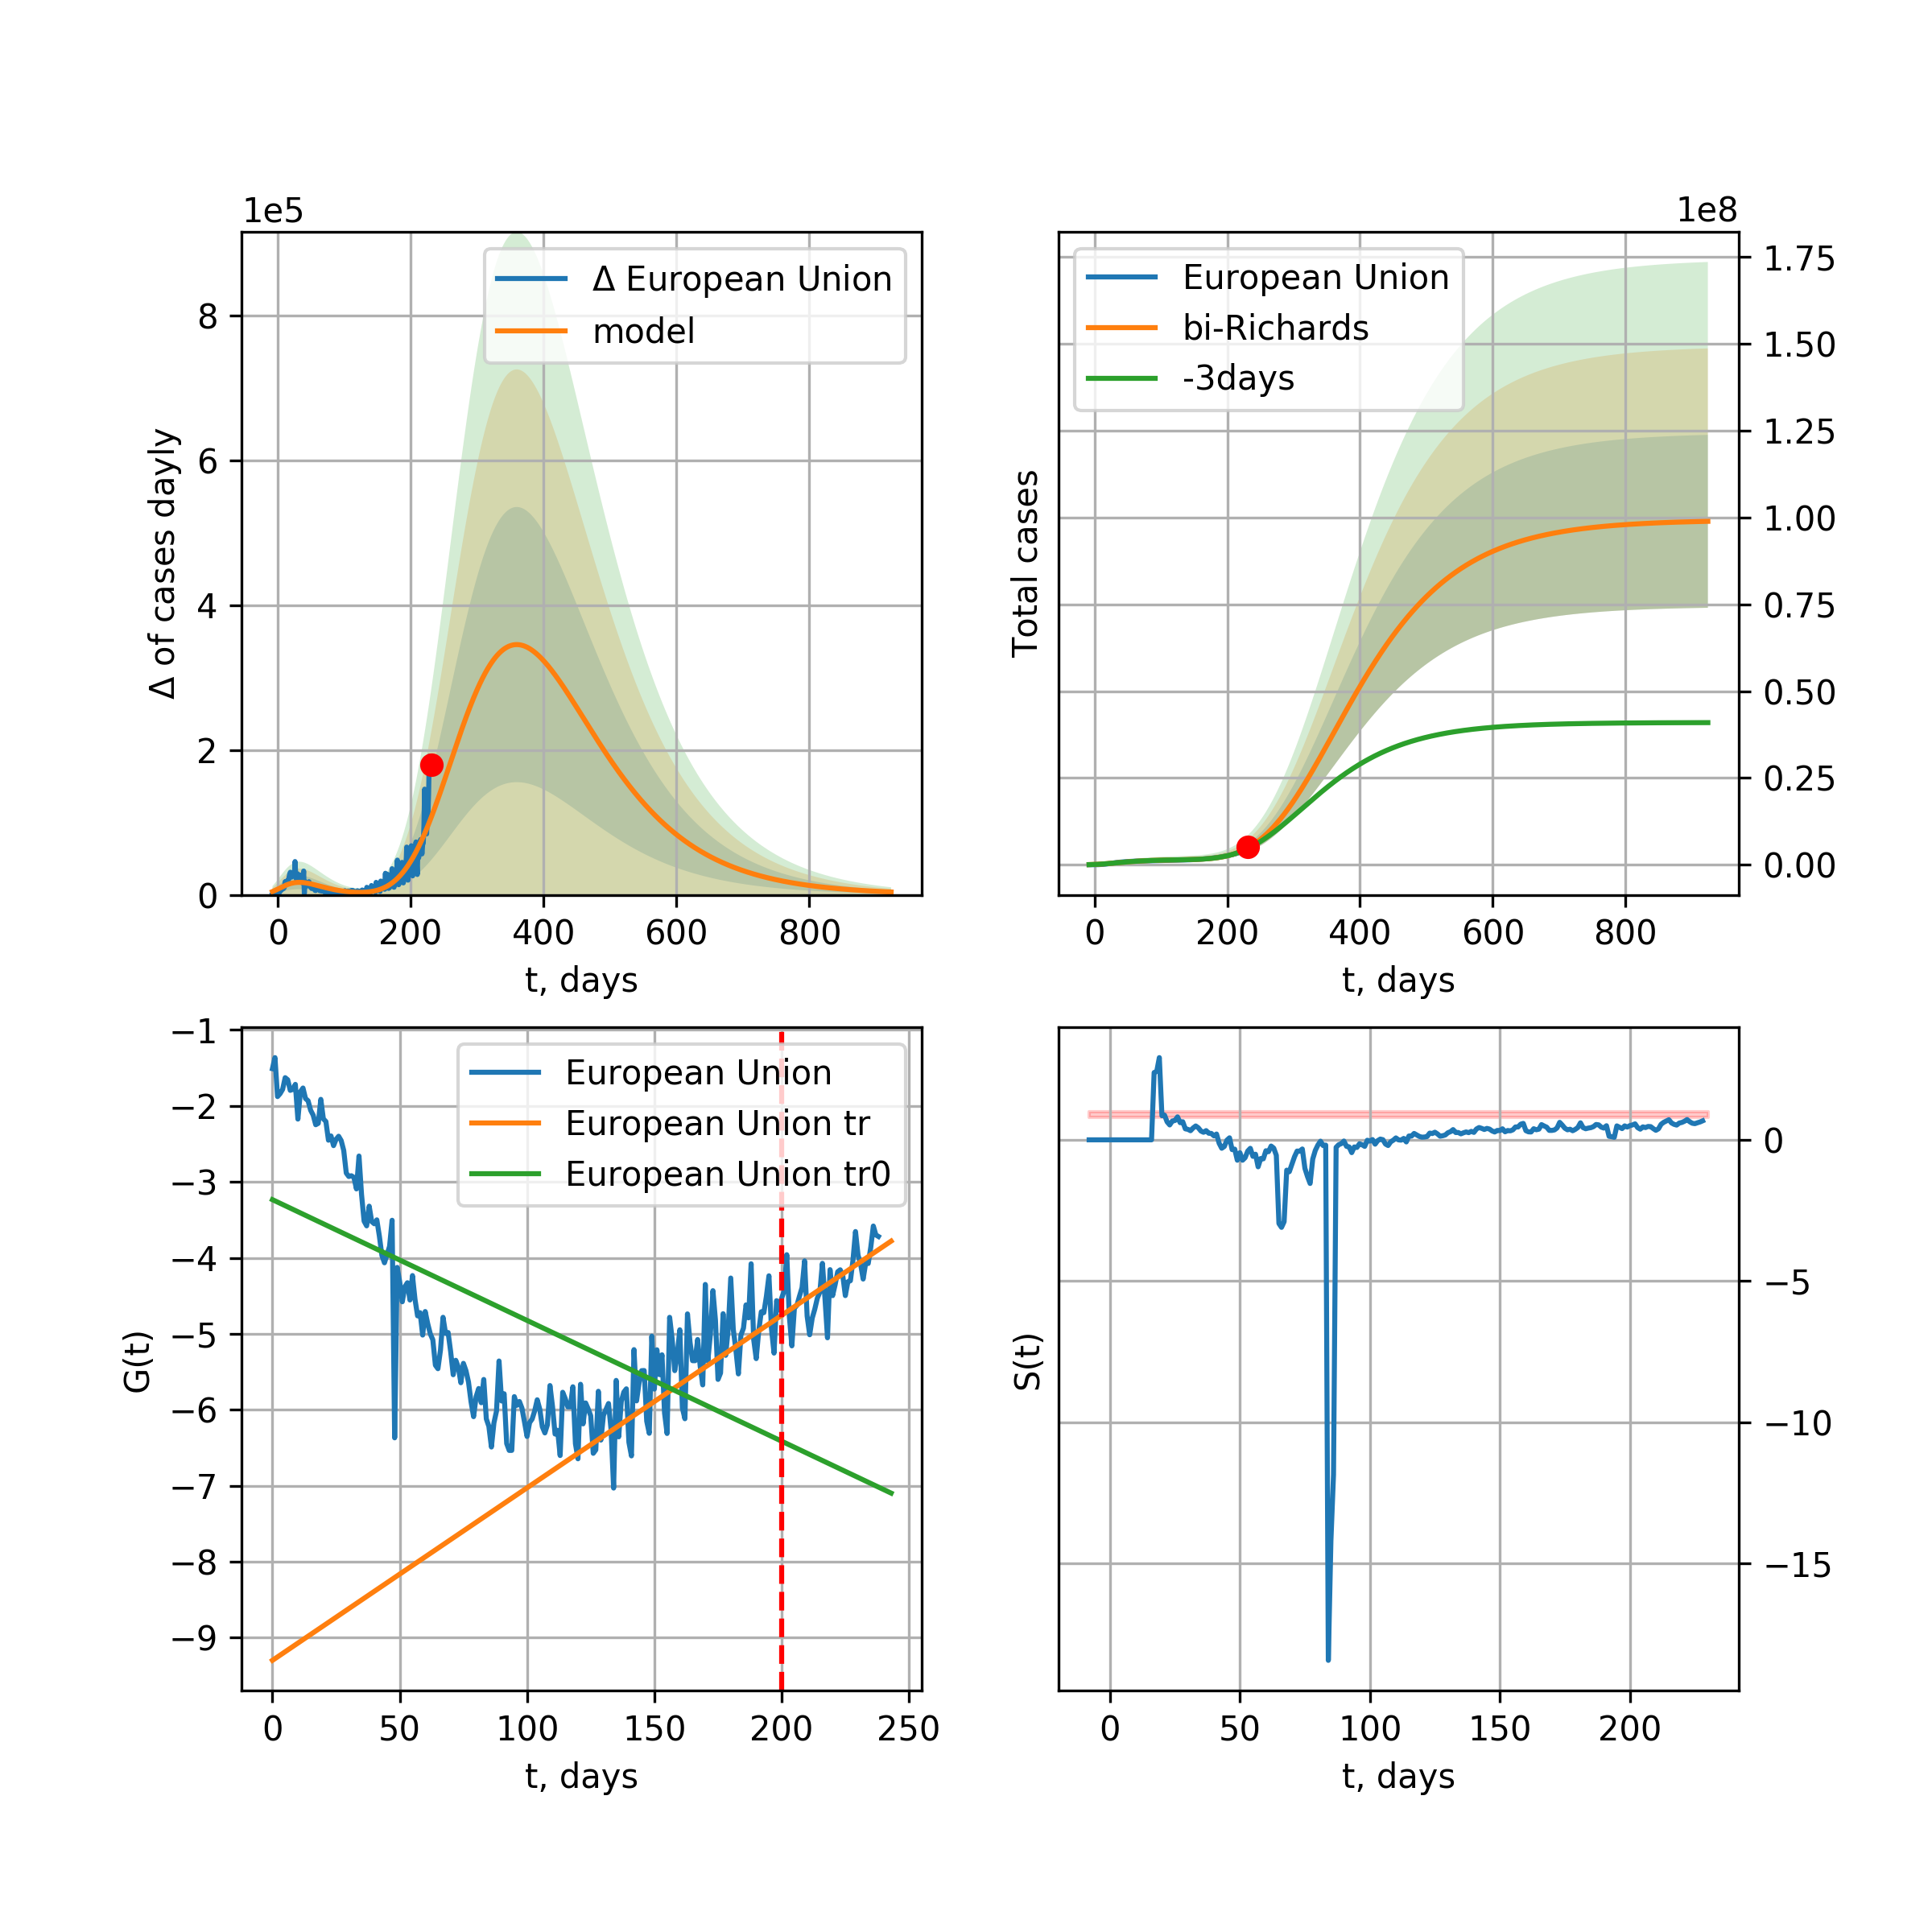 1e5
Δ European Union
model
8
6
4
2
0
Δ of cases dayly
0 200 400 600 800
t, days
1e8
European Union
bi-Richards
-3days
1.75
1.50
1.25
1.00
0.75
0.50
0.25
0.00
Total cases
0 200 400 600 800
t, days
European Union
European Union tr
European Union tr0
−1
−2
−3
−4
−5
−6
−7
−8
−9
G(t)
0 50 100 150 200 250
t, days
0
−5
−10
−15
S(t)
0 50 100 150 200
t, days